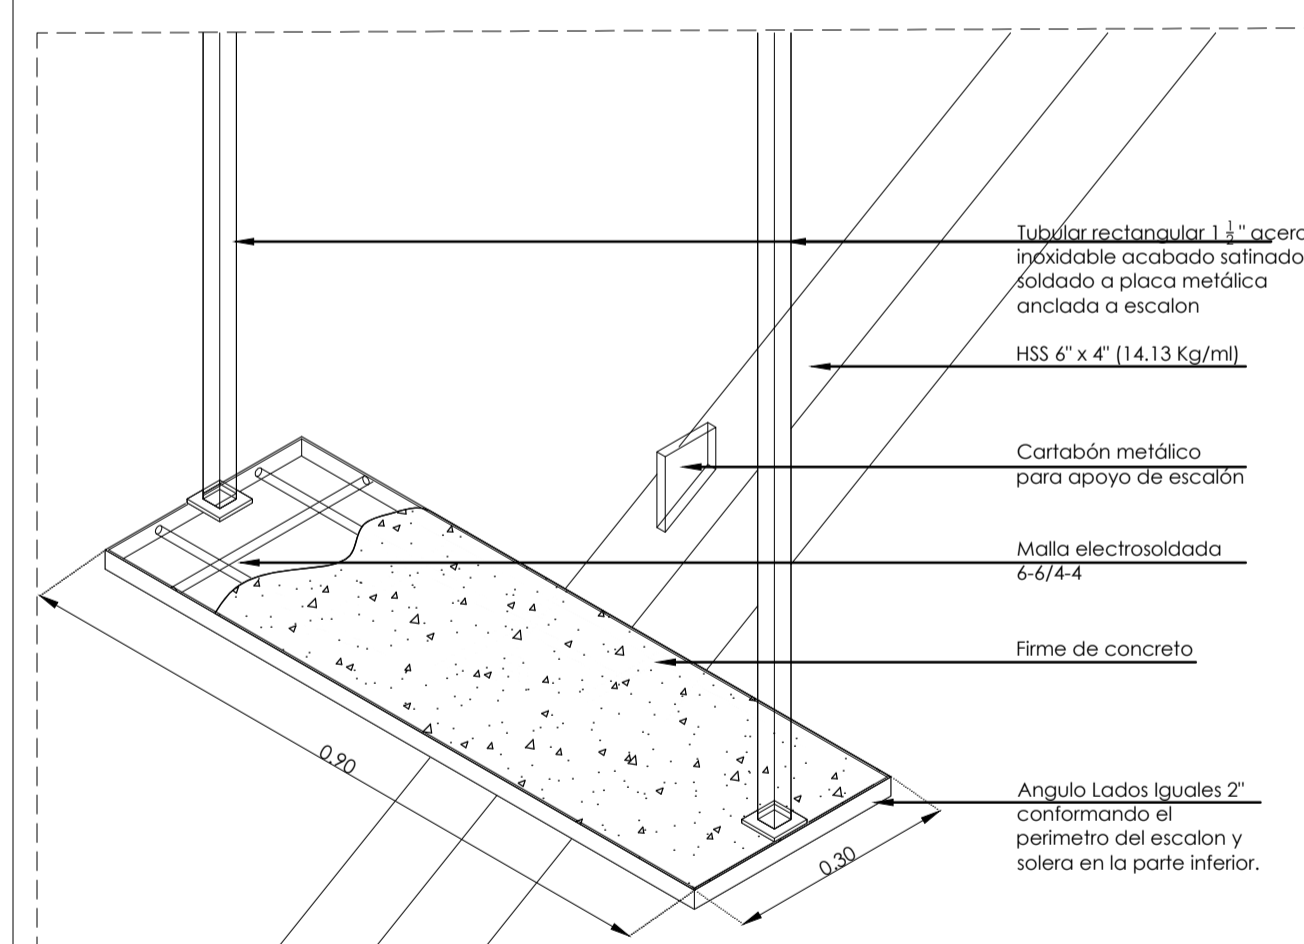 Tubular rectangular 1 ½" acero
inoxidable acabado satinado
soldado a placa metálica
anclada a escalon
HSS 6" x 4" (14.13 Kg/ml)
Cartabón metálico
para apoyo de escalón
Malla electrosoldada
6-6/4-4
Firme de concreto
0.90
Angulo Lados Iguales 2"
conformando el
perimetro del escalon y
solera en la parte inferior.
0.30